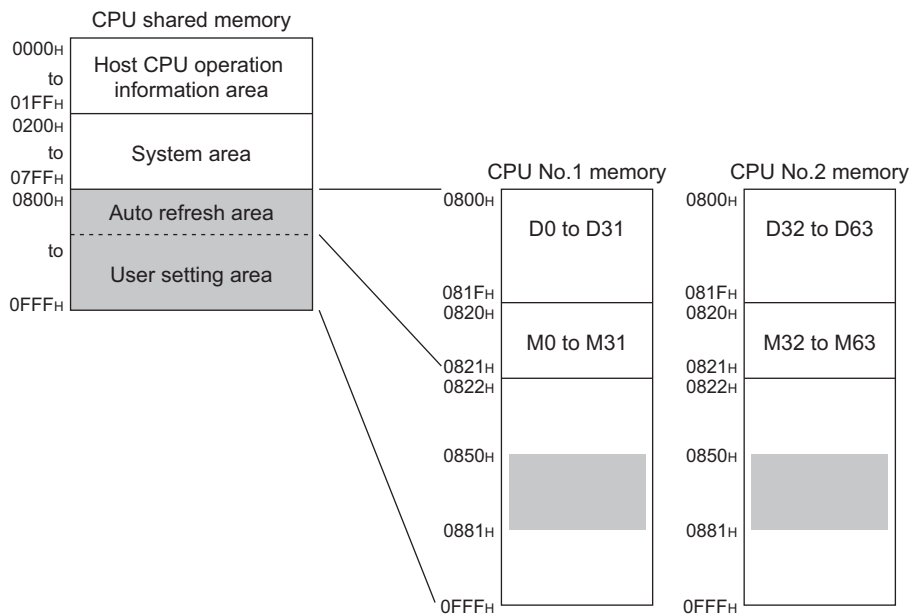 CPU shared memory
0000H
to
01FFH
Host CPU operation
information area
0200H
to
07FFH
System area
0800H
to
0FFFH
Auto refresh area
User setting area
CPU No.1 memory
0800H
D0 to D31
081FH
0820H
M0 to M31
0821H
0822H
0850H
0881H
0FFFH
CPU No.2 memory
0800H
D32 to D63
081FH
0820H
M32 to M63
0821H
0822H
0850H
0881H
0FFFH